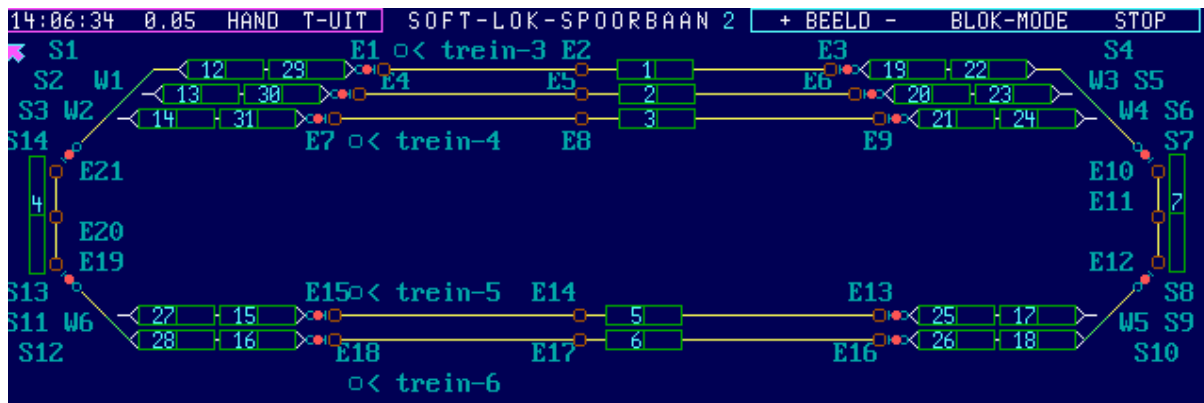 14:06:34 0.05 HAND T-UIT SOFT-LOK-SPOORBAAN 2 + BEELD - BLOK-MODE STOP
S1 E1 < trein-3 E2 E3 S4
12 29 1 19 22
S2 W1 E4 E5 E6 W3 S5
13 30 2 20 23
S3 W2 W4 S6
14 31 3 21 24
S14 E7 < trein-4 E8 E9 S7
E21 E10
4 E11 7
E20
E19 E12
S13 E15 < trein-5 E14 E13 S8
27 15 5 25 17
S11 W6 W5 S9
28 16 6 26 18
S12 E18 E17 E16 S10
< trein-6